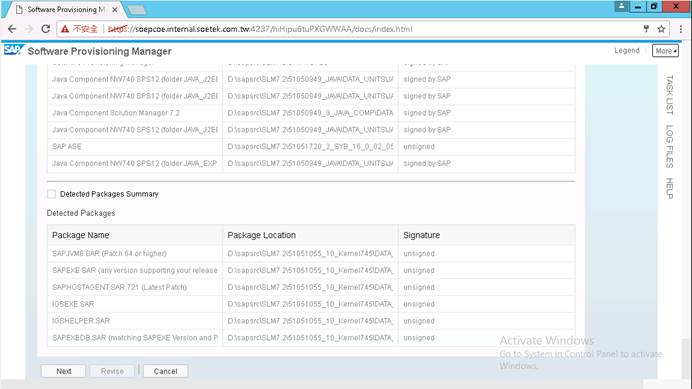 Documentation
不安全 https://soepcoe.internal.soetek.com.tw:4237/hiHipu6tuPXGWWAA/docs/index.html
SAP Software Provisioning Manager Legend More
Java Component NW740 SPS12 (folder JAVA_J2EE D:\sapsrc\SLM7.2\51050949_JAVA\DATA_UNITS\JA signed by SAP
Java Component NW740 SPS12 (folder JAVA_J2EE D:\sapsrc\SLM7.2\51050949_JAVA\DATA_UNITS\JA signed by SAP
Java Component Solution Manager 7.2 D:\sapsrc\SLM7.2\51050949_9_JAVA_COMP\DATA signed by SAP
Java Component NW740 SPS12 (folder JAVA_J2EE D:\sapsrc\SLM7.2\51050949_JAVA\DATA_UNITS\JA signed by SAP
SAP ASE D:\sapsrc\SLM7.2\51051720_2_SYB_16_0_02_05 unsigned
Java Component NW740 SPS12 (folder JAVA_EXP D:\sapsrc\SLM7.2\51050949_JAVA\DATA_UNITS\JA signed by SAP
TASK LIST
LOG FILES
HELP
Detected Packages Summary
Detected Packages
Package Name Package Location Signature
SAPJVM6.SAR (Patch 64 or higher) D:\sapsrc\SLM7.2\51051055_10_Kernel745\DATA_ unsigned
SAPEXE.SAR (any version supporting your release D:\sapsrc\SLM7.2\51051055_10_Kernel745\DATA_ unsigned
SAPHOSTAGENT.SAR 721 (Latest Patch) D:\sapsrc\SLM7.2\51051055_10_Kernel745\DATA_ unsigned
IGSEXE.SAR D:\sapsrc\SLM7.2\51051055_10_Kernel745\DATA_ unsigned
IGSHELPER.SAR D:\sapsrc\SLM7.2\51051055_10_Kernel745\DATA_ unsigned
SAPEXEDB.SAR (matching SAPEXE Version and P D:\sapsrc\SLM7.2\51051055_10_Kernel745\DATA_ unsigned
Activate Windows
Go to System in Control Panel to activate
Windows.
Next Revise Cancel